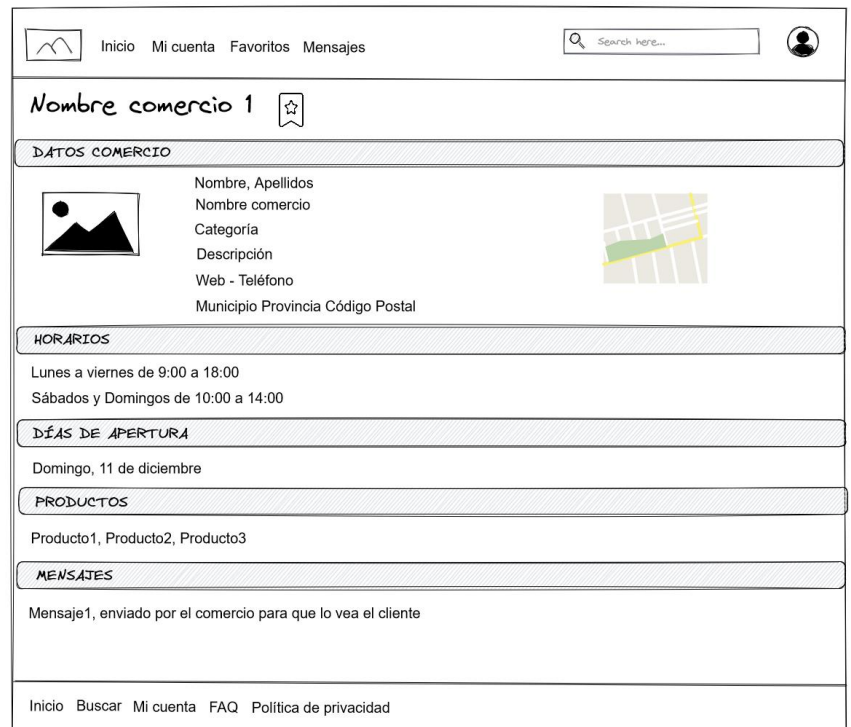 Inicio Mi cuenta Favoritos Mensajes Search here...
Nombre comercio 1
DATOS COMERCIO
Nombre, Apellidos
Nombre comercio
Categoría
Descripción
Web - Teléfono
Municipio Provincia Código Postal
HORARIOS
Lunes a viernes de 9:00 a 18:00
Sábados y Domingos de 10:00 a 14:00
DÍAS DE APERTURA
Domingo, 11 de diciembre
PRODUCTOS
Producto1, Producto2, Producto3
MENSAJES
Mensaje1, enviado por el comercio para que lo vea el cliente
Inicio Buscar Mi cuenta FAQ Política de privacidad